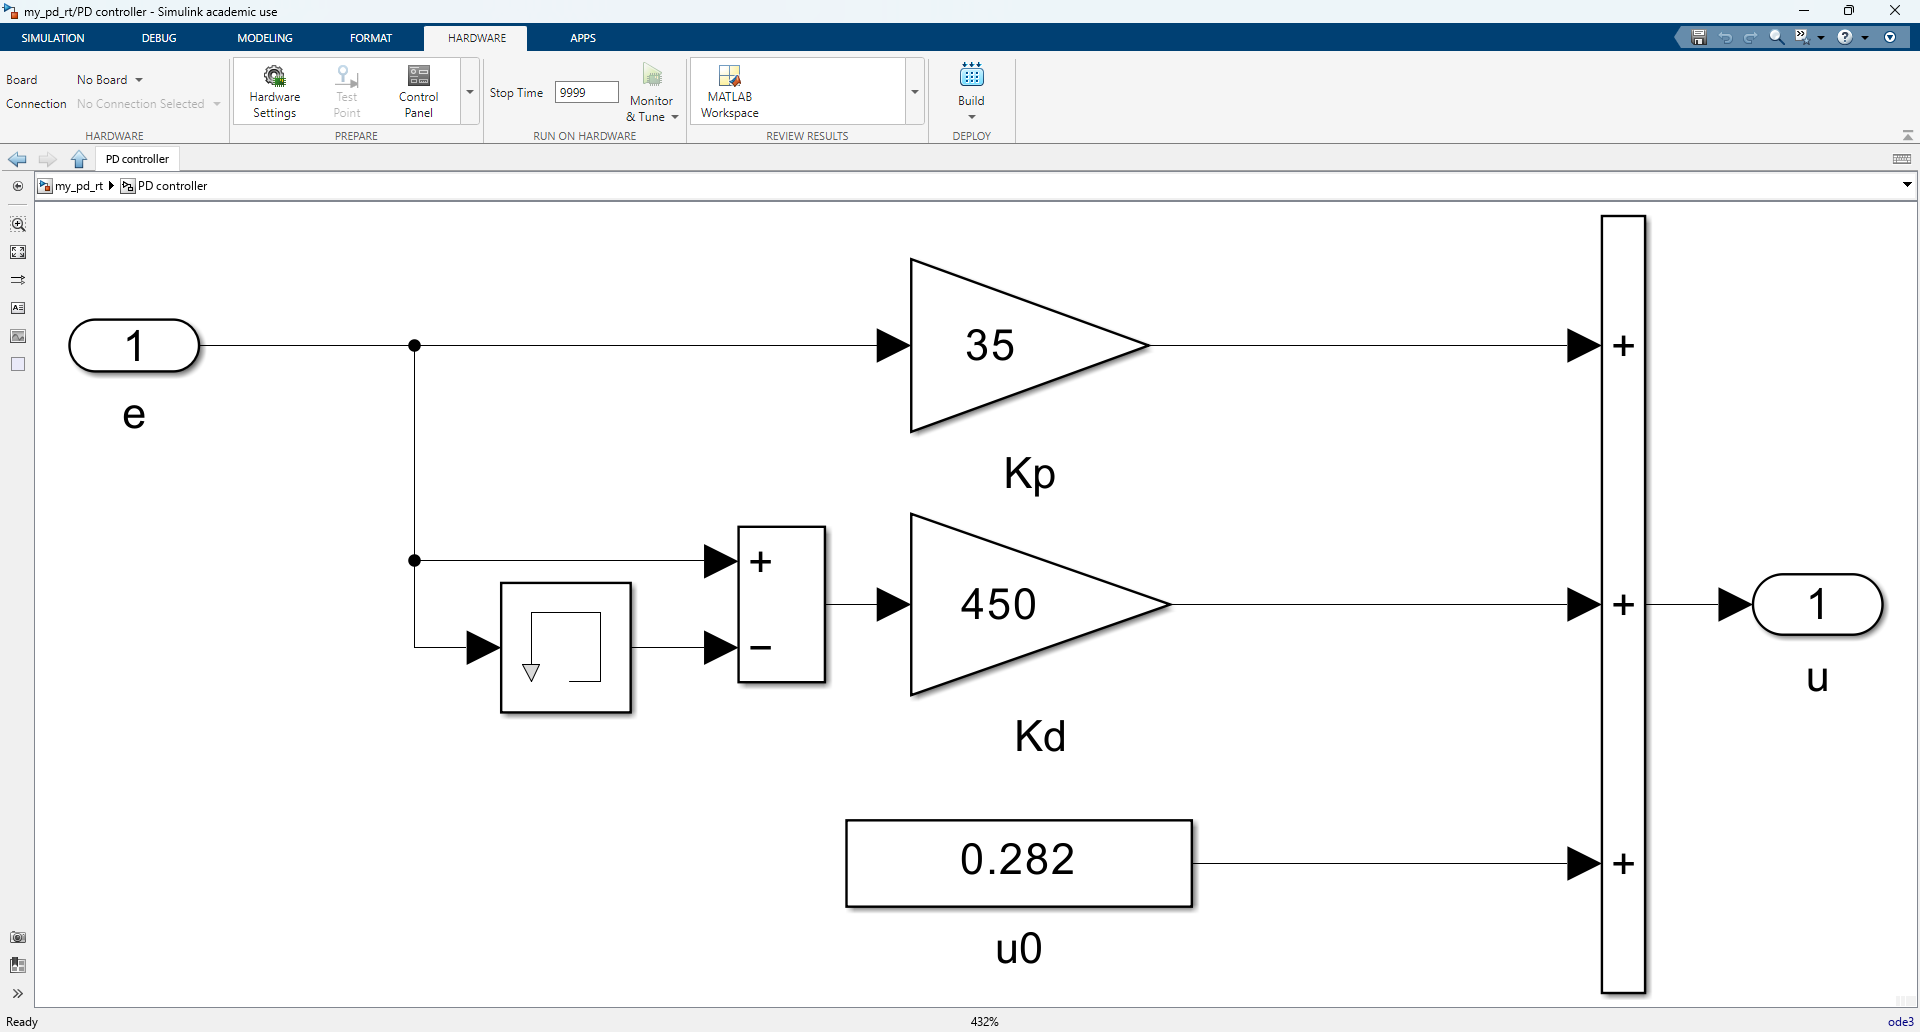 my_pd_rt/PD controller - Simulink academic use
SIMULATION DEBUG MODELING FORMAT HARDWARE APPS
Board No Board
Connection No Connection Selected
Hardware Settings
Test Point
Control Panel
Stop Time 9999
Monitor & Tune
MATLAB Workspace
Build
HARDWARE PREPARE RUN ON HARDWARE REVIEW RESULTS DEPLOY
PD controller
my_pd_rt PD controller
1
e
35
Kp
+
+
−
450
Kd
+
1
u
0.282
u0
+
Ready 432% ode3